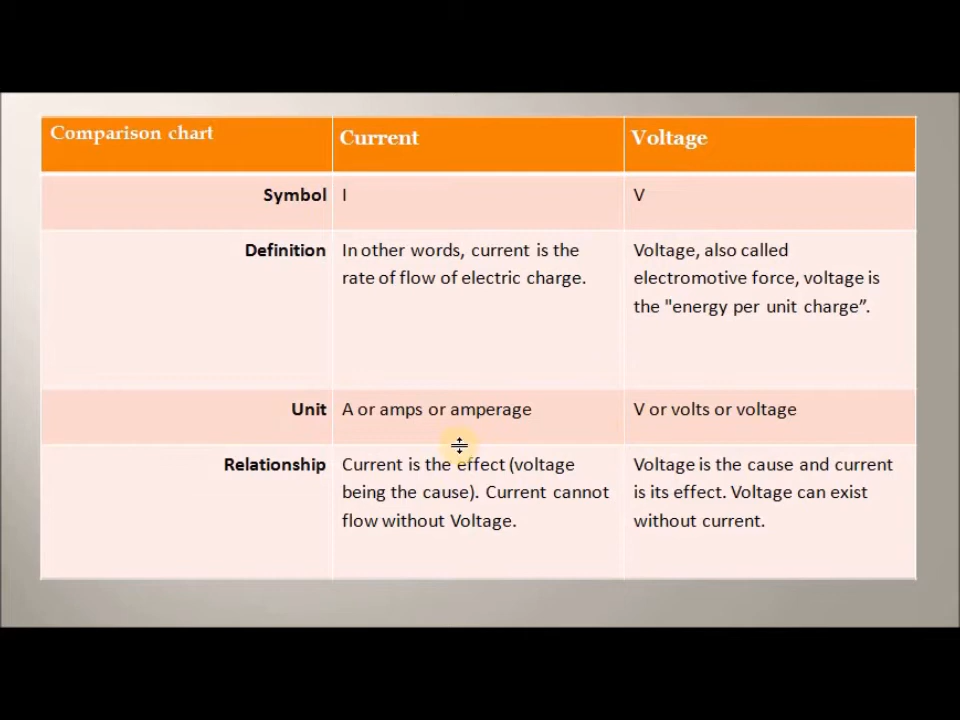 Comparison chart
Current
Voltage
Symbol
I
V
Definition
In other words, current is the
rate of flow of electric charge.
Voltage, also called
electromotive force, voltage is
the "energy per unit charge”.
Unit
A or amps or amperage
V or volts or voltage
Relationship
Current is the effect (voltage
being the cause). Current cannot
flow without Voltage.
Voltage is the cause and current
is its effect. Voltage can exist
without current.